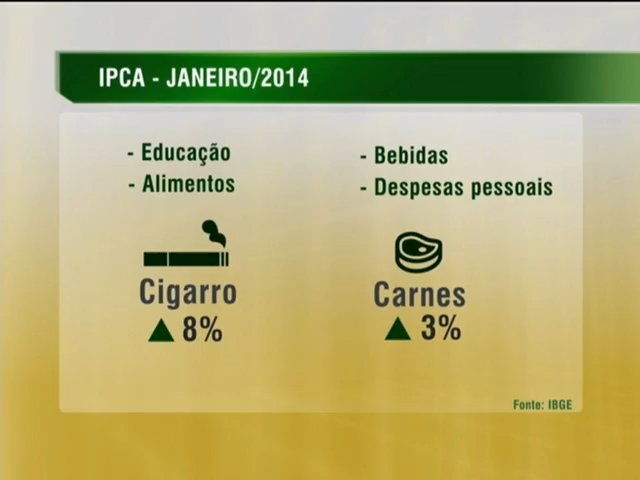 IPCA - JANEIRO/2014
- Educação
- Alimentos
- Bebidas
- Despesas pessoais
Cigarro
▲ 8%
Carnes
▲ 3%
Fonte: IBGE